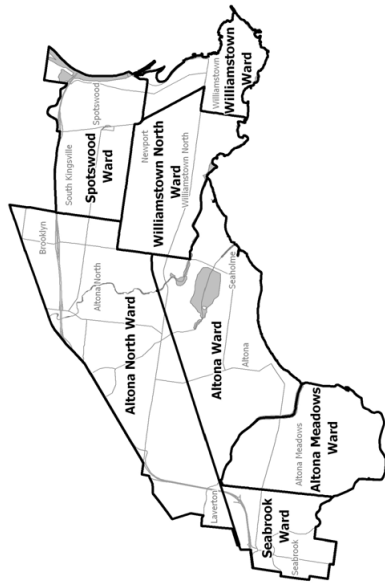 Brooklyn
South Kingsville
Spotswood
Ward
Spotswood
Altona North
Altona North Ward
Newport
Williamstown North
Ward
Williamstown North
Williamstown
Williamstown
Ward
Laverton
Altona Ward
Seaholme
Altona
Seabrook
Ward
Seabrook
Altona Meadows
Altona Meadows
Ward